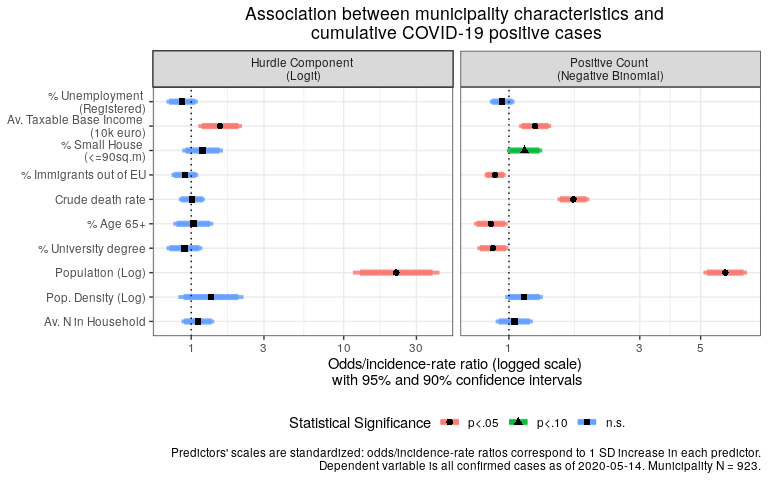 Association between municipality characteristics and
cumulative COVID-19 positive cases
Hurdle Component
(Logit)
Positive Count
(Negative Binomial)
% Unemployment
(Registered)
Av. Taxable Base Income
(10k euro)
% Small House
(<=90sq.m)
% Immigrants out of EU
Crude death rate
% Age 65+
% University degree
Population (Log)
Pop. Density (Log)
Av. N in Household
1 3 10 30
1 3 5
Odds/incidence-rate ratio (logged scale)
with 95% and 90% confidence intervals
Statistical Significance p<.05 p<.10 n.s.
Predictors' scales are standardized: odds/incidence-rate ratios correspond to 1 SD increase in each predictor.
Dependent variable is all confirmed cases as of 2020-05-14. Municipality N = 923.